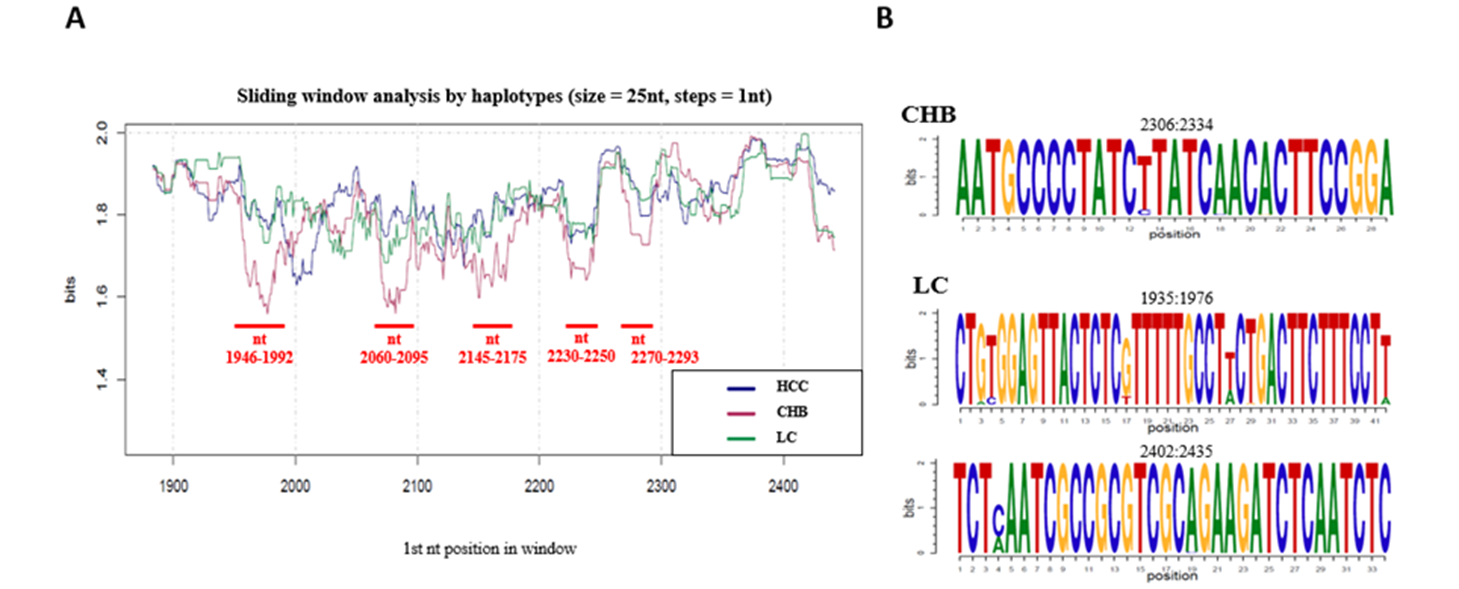 A
B
Sliding window analysis by haplotypes (size = 25nt, steps = 1nt)
2.0
1.8
1.6
1.4
bits
nt
1946-1992
nt
2060-2095
nt
2145-2175
nt
2230-2250
nt
2270-2293
HCC
CHB
LC
1900
2000
2100
2200
2300
2400
1st nt position in window
CHB
2306:2334
bits
AATGCCCCTATCTTATCAACACTTCCGGA
position
LC
1935:1976
bits
CTGTGGAGTTACTCTCGTTTTTGCCTTCTGACTTCTTTCCTT
position
2402:2435
bits
TCTCAATCGCCGCGTCGCAGAAGATCTCAATCTC
position